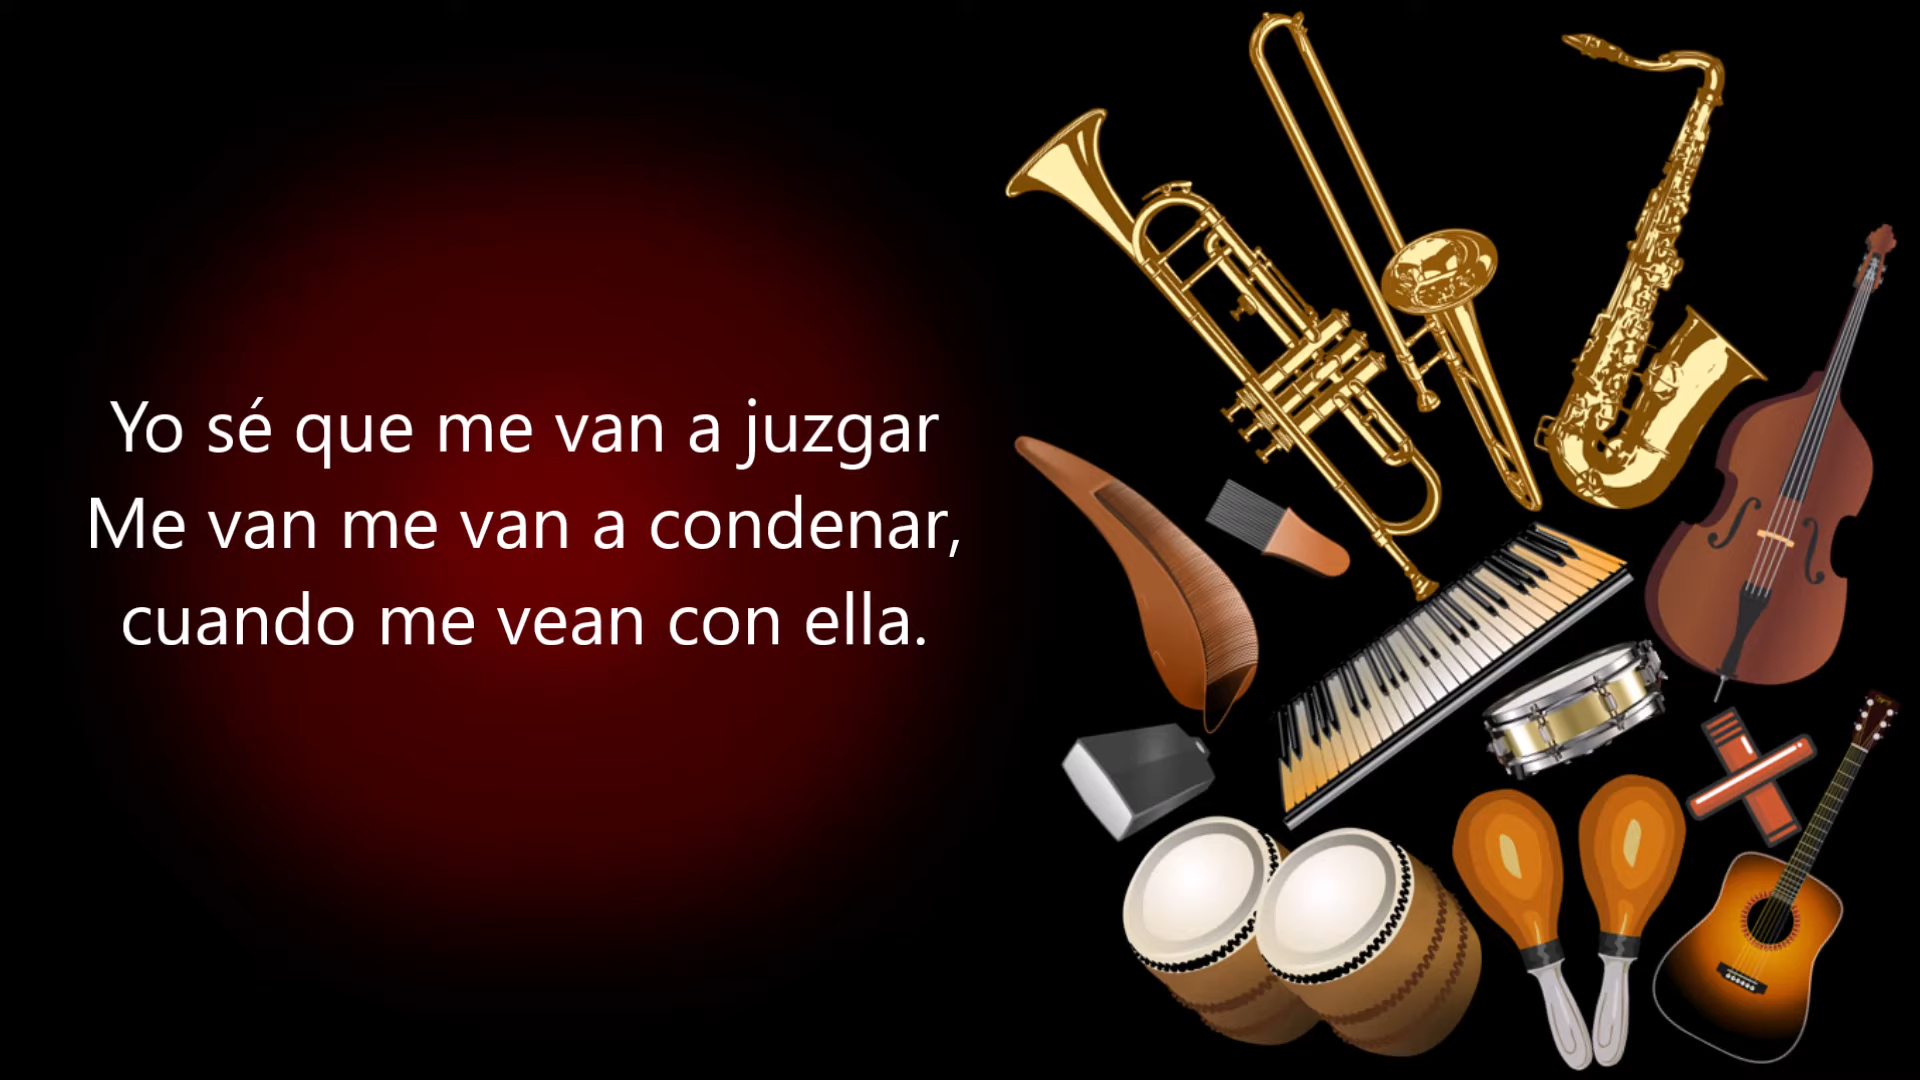 Yo sé que me van a juzgar
Me van me van a condenar,
cuando me vean con ella.